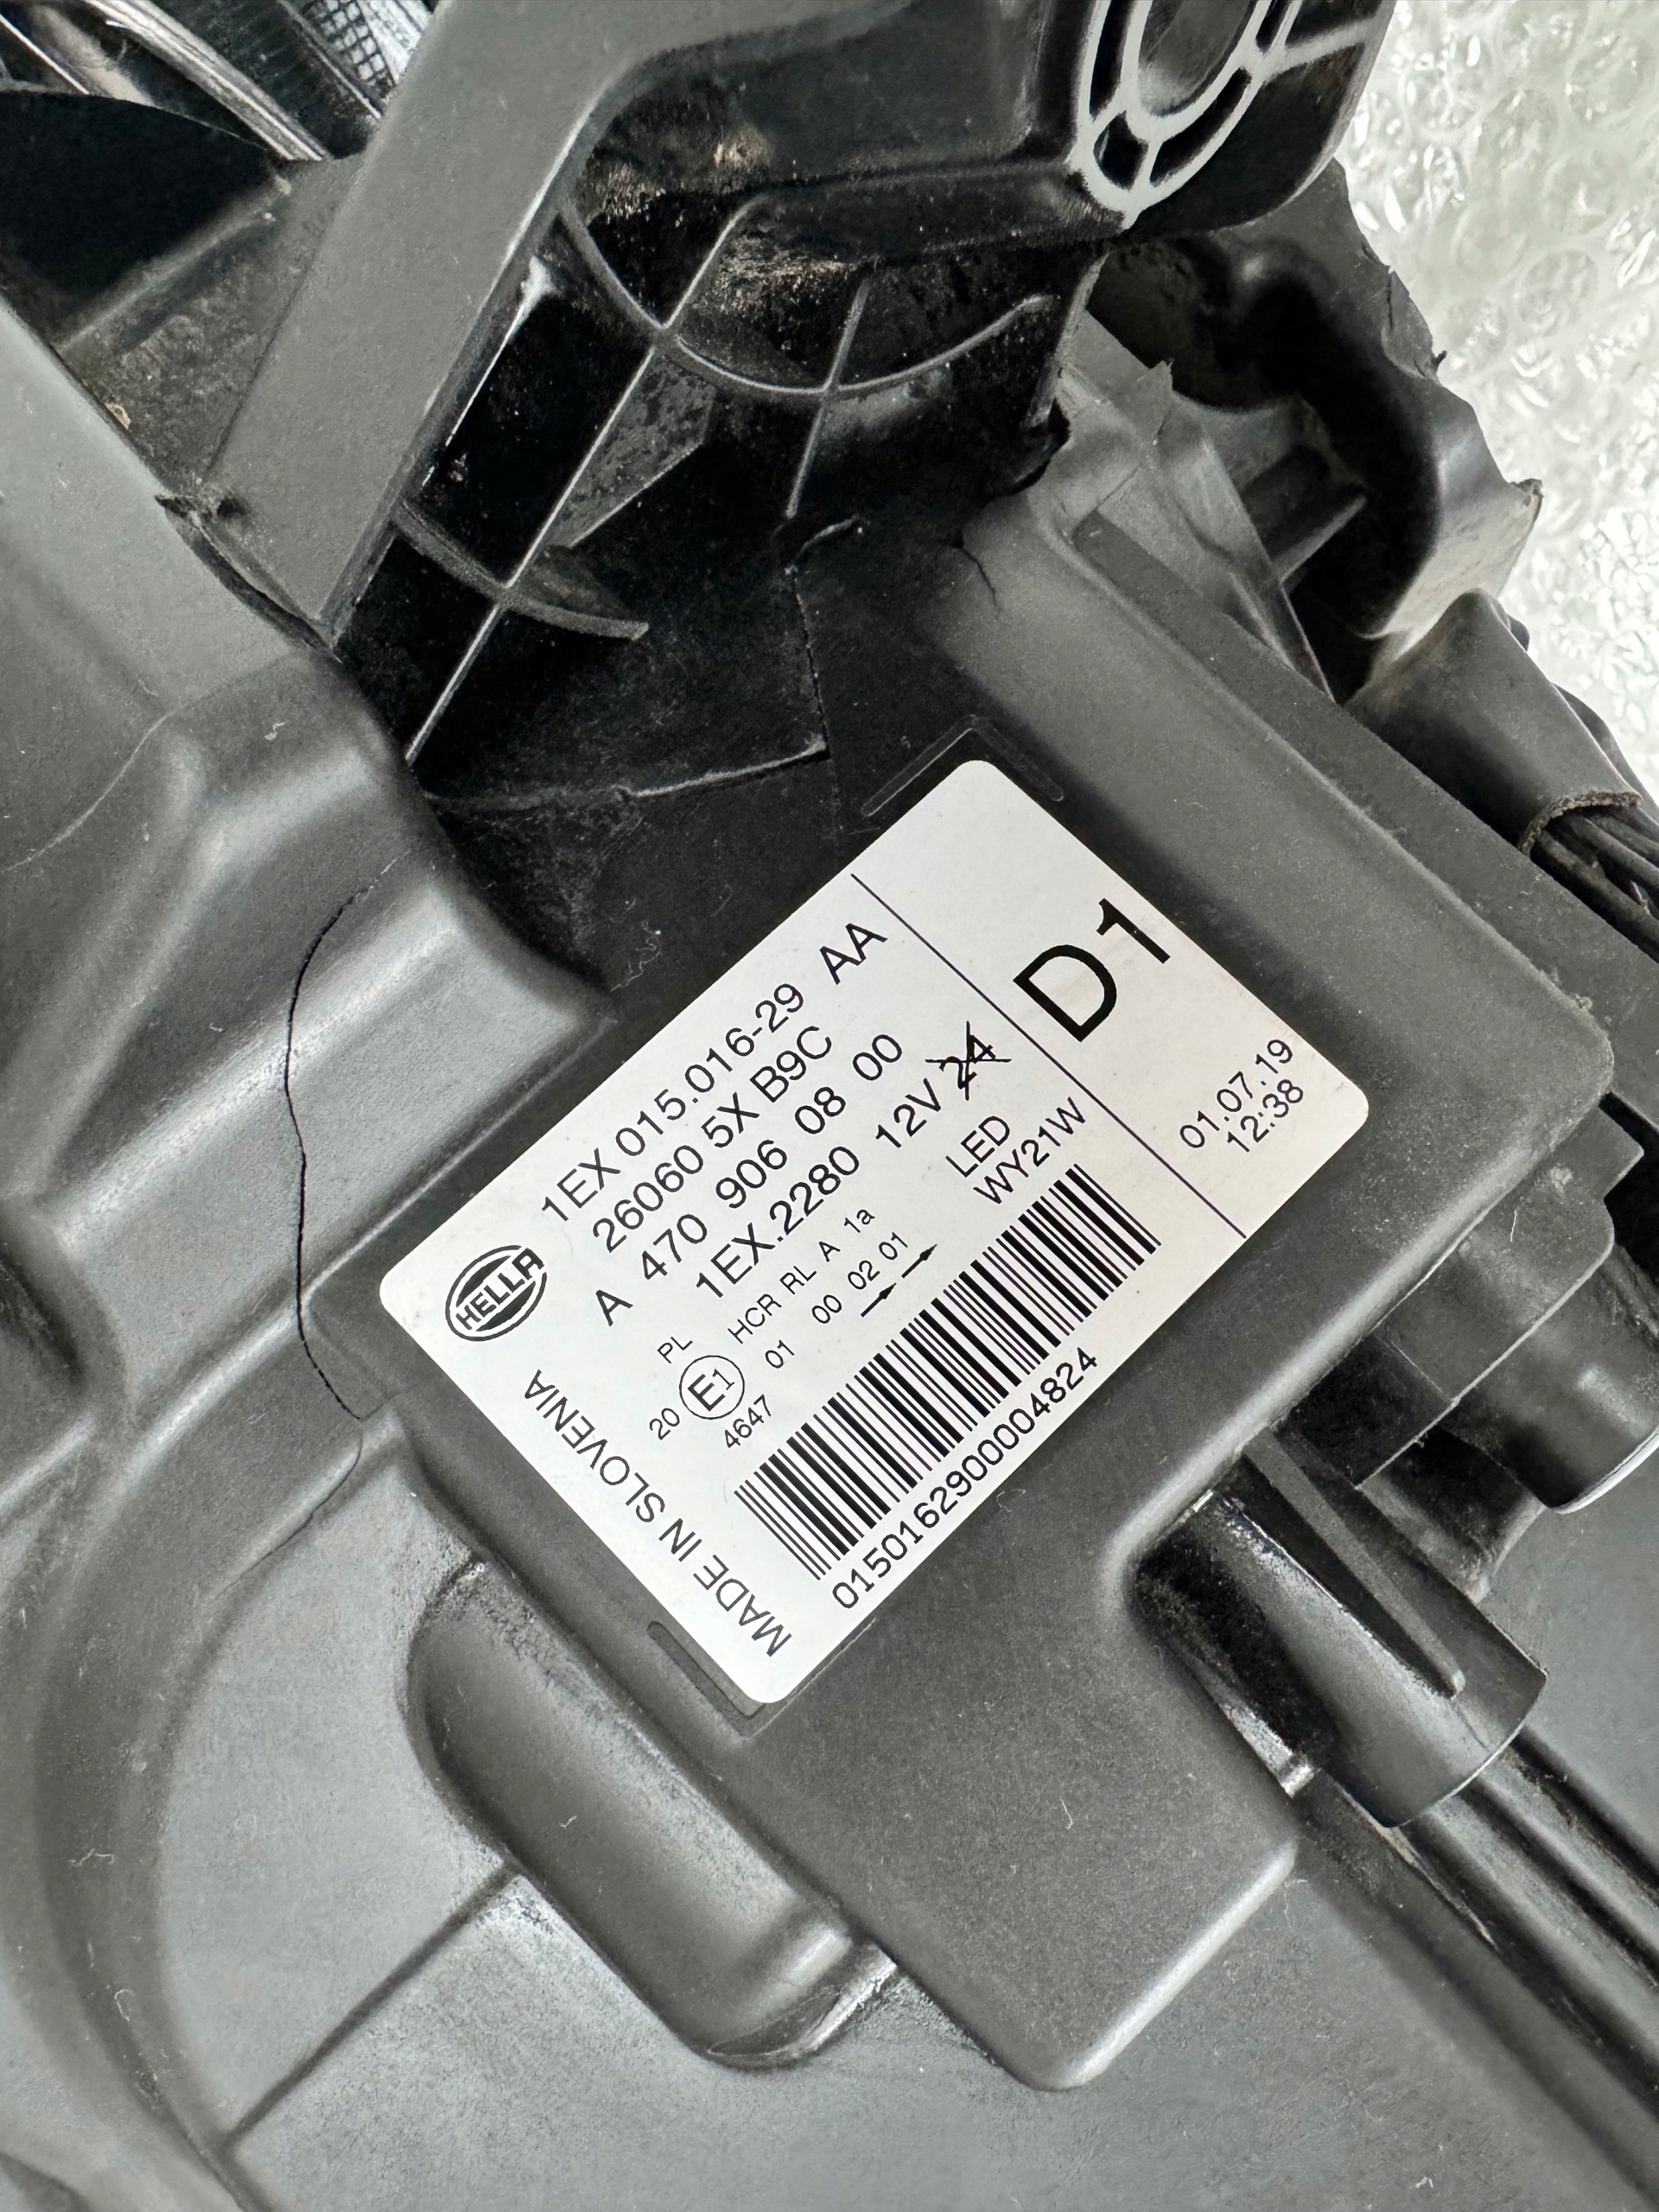 HELLA
1EX 015.016-29 AA
26060 5X B9C
A 470 906 08 00
1EX.2280 12V 24
LED
WY21W
PL HCR RL A 1a
20 E1 01 00 02 01
4647
0150162900004824
MADE IN SLOVENIA
D1
01.07.19
12:38